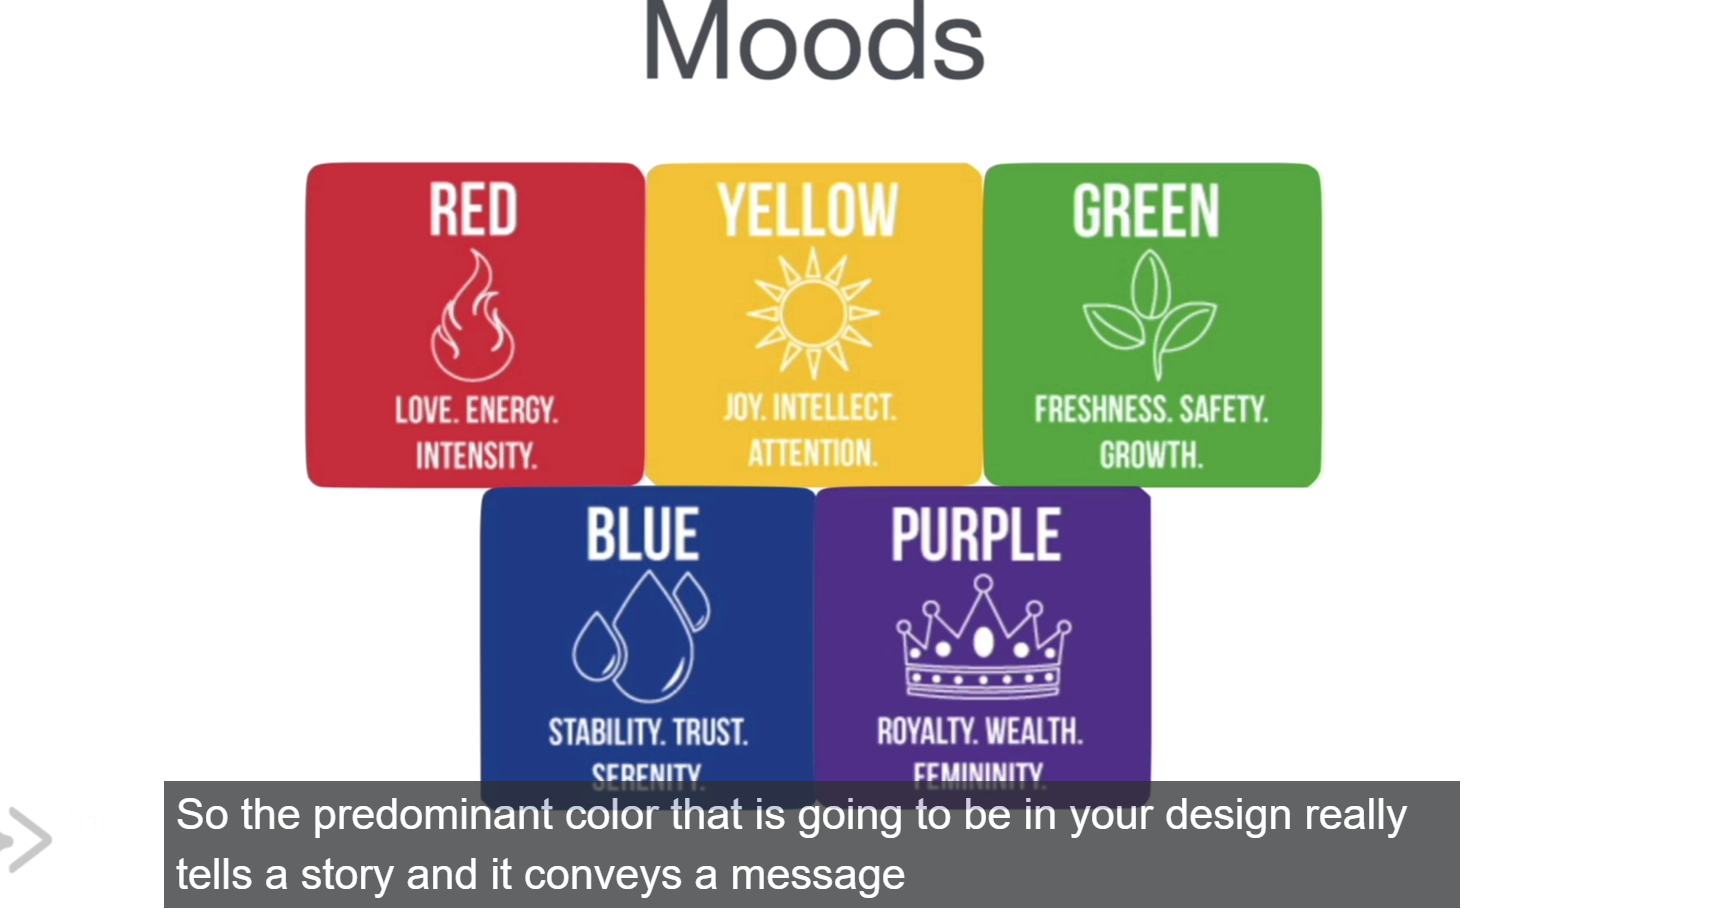 Moods
RED
LOVE. ENERGY.
INTENSITY.
YELLOW
JOY. INTELLECT.
ATTENTION.
GREEN
FRESHNESS. SAFETY.
GROWTH.
BLUE
STABILITY. TRUST.
SERENITY.
PURPLE
ROYALTY. WEALTH.
FEMININITY.
So the predominant color that is going to be in your design really
tells a story and it conveys a message